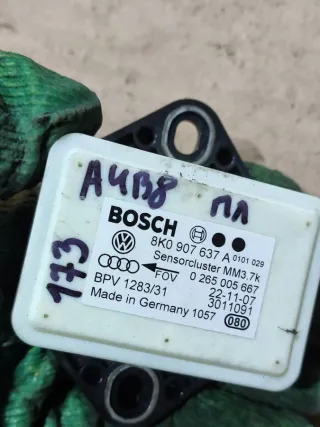 A4B8 ПЛ
173
BOSCH
8K0 907 637 A 0101 029
Sensorcluster MM3.7k
FOV 0 265 005 667
BPV 1283/31 22-11-07
3011091
Made in Germany 1057 080